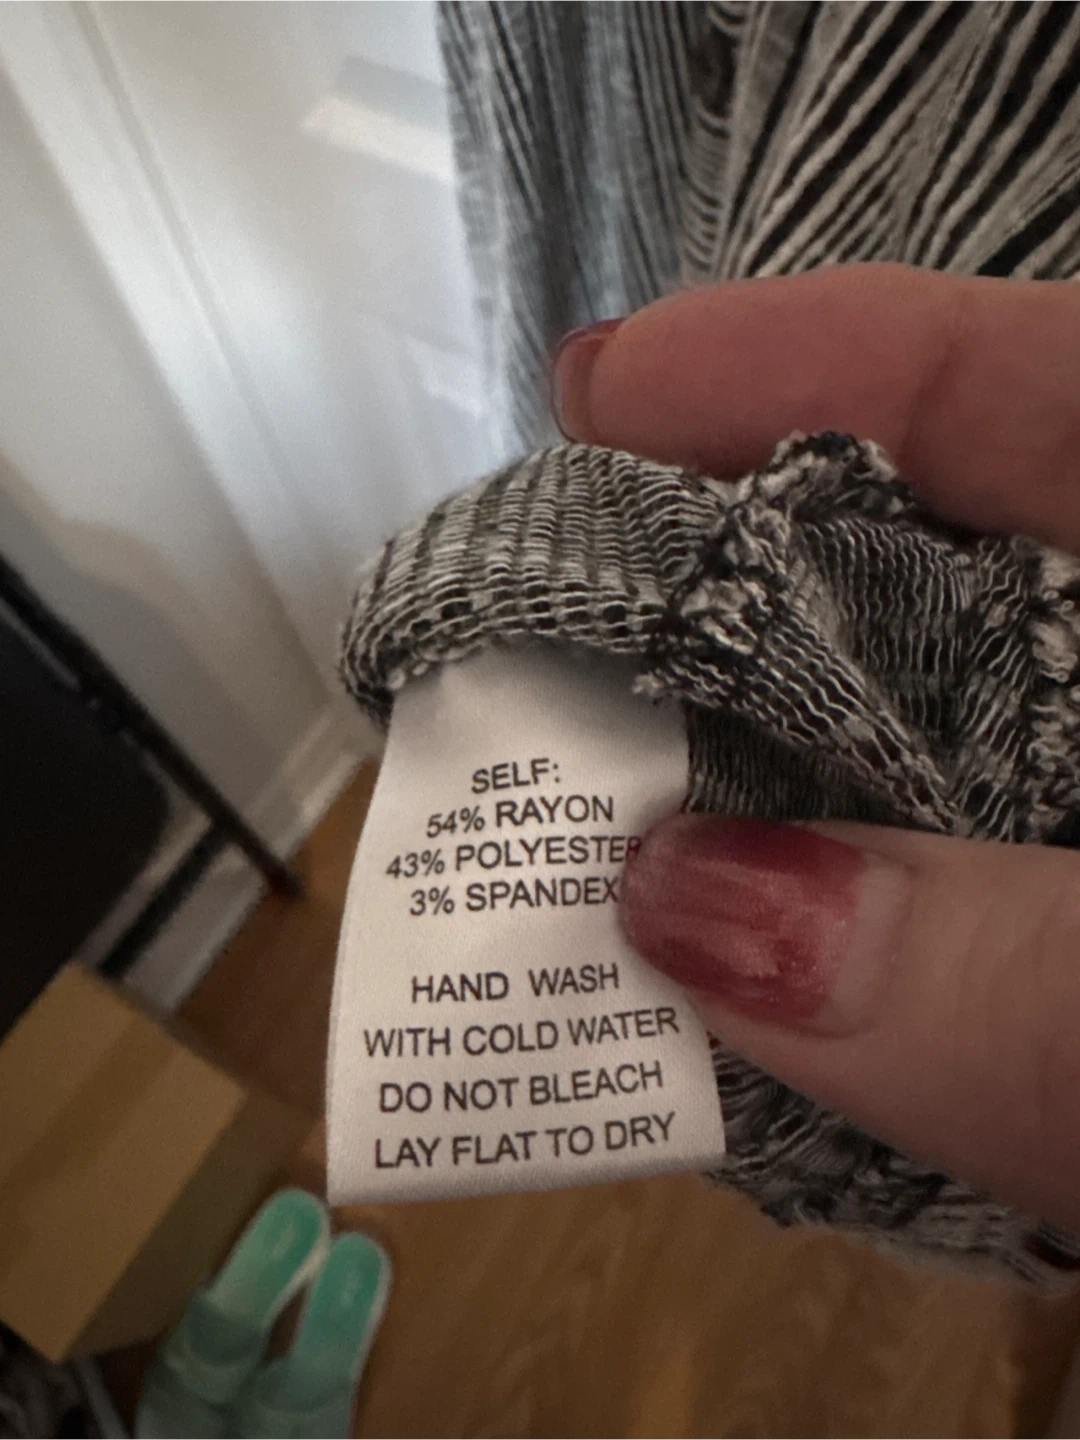 SELF:
54% RAYON
43% POLYESTER
3% SPANDEX
HAND WASH
WITH COLD WATER
DO NOT BLEACH
LAY FLAT TO DRY